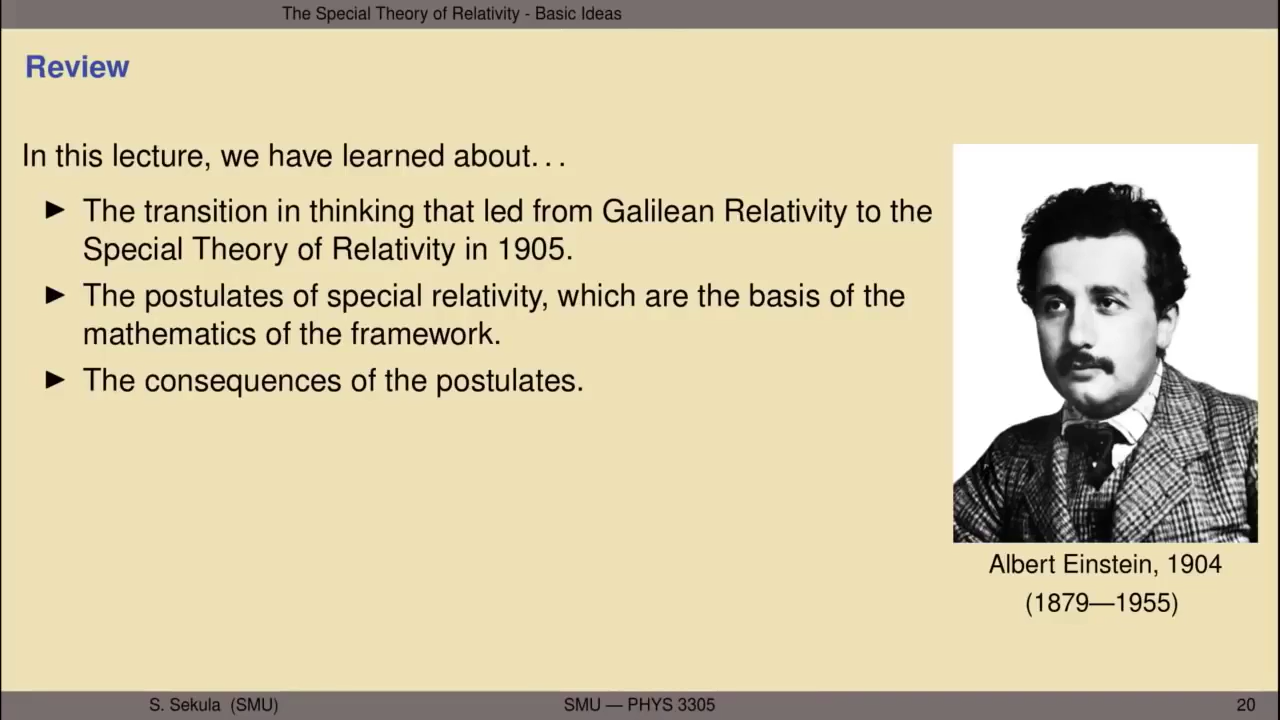 The Special Theory of Relativity - Basic Ideas
Review
In this lecture, we have learned about. . .
► The transition in thinking that led from Galilean Relativity to the
Special Theory of Relativity in 1905.
► The postulates of special relativity, which are the basis of the
mathematics of the framework.
► The consequences of the postulates.
Albert Einstein, 1904
(1879—1955)
S. Sekula (SMU)
SMU — PHYS 3305
20